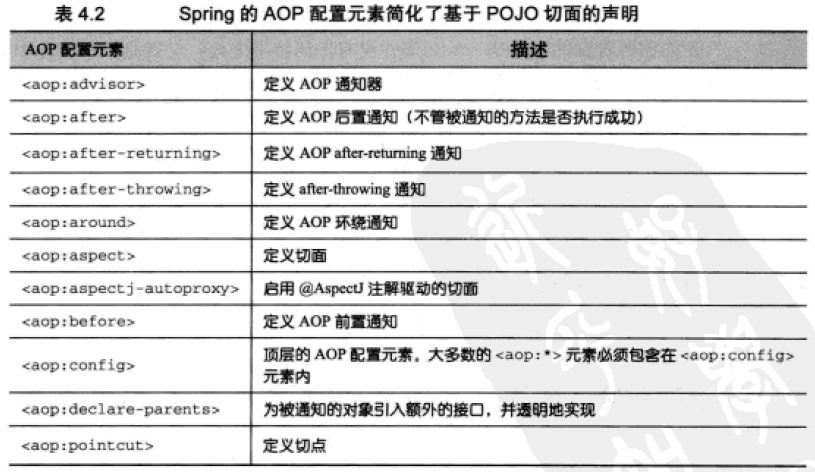 表 4.2 Spring 的 AOP 配置元素简化了基于 POJO 切面的声明
AOP 配置元素 描述
<aop:advisor> 定义 AOP 通知器
<aop:after> 定义 AOP 后置通知（不管被通知的方法是否执行成功）
<aop:after-returning> 定义 AOP after-returning 通知
<aop:after-throwing> 定义 after-throwing 通知
<aop:around> 定义 AOP 环绕通知
<aop:aspect> 定义切面
<aop:aspectj-autoproxy> 启用 @AspectJ 注解驱动的切面
<aop:before> 定义 AOP 前置通知
<aop:config> 顶层的 AOP 配置元素。大多数的 <aop:*> 元素必须包含在 <aop:config>
元素内
<aop:declare-parents> 为被通知的对象引入额外的接口，并透明地实现
<aop:pointcut> 定义切点